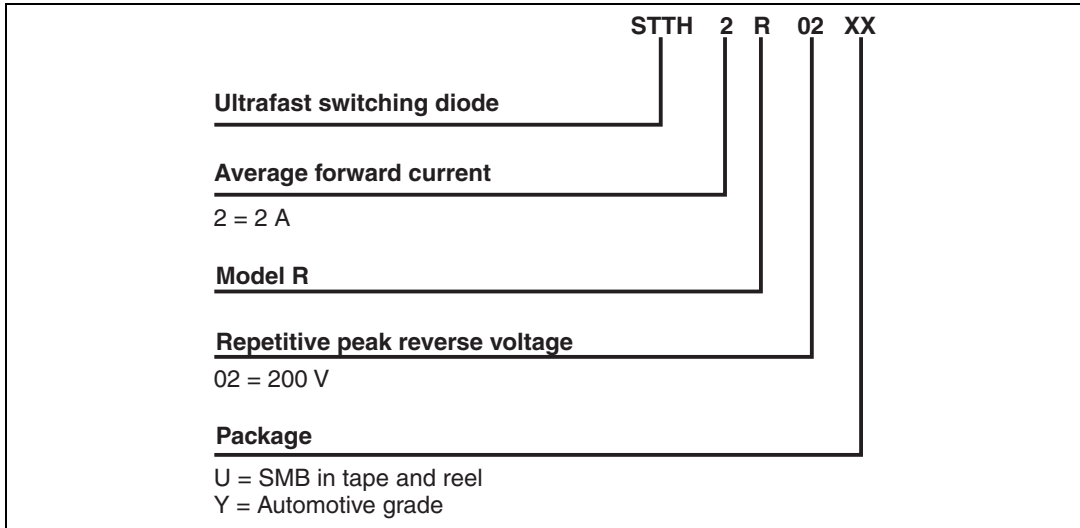 STTH 2 R 02 XX
Ultrafast switching diode
Average forward current
2 = 2 A
Model R
Repetitive peak reverse voltage
02 = 200 V
Package
U = SMB in tape and reel
Y = Automotive grade